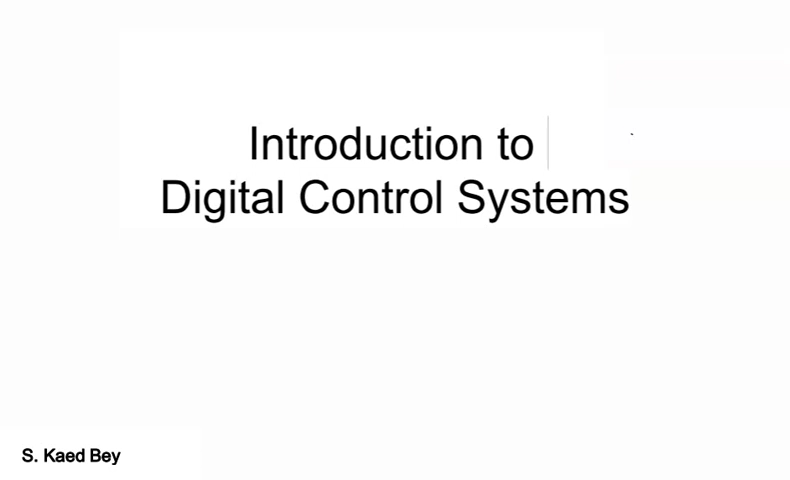 Introduction to
Digital Control Systems
S. Kaed Bey